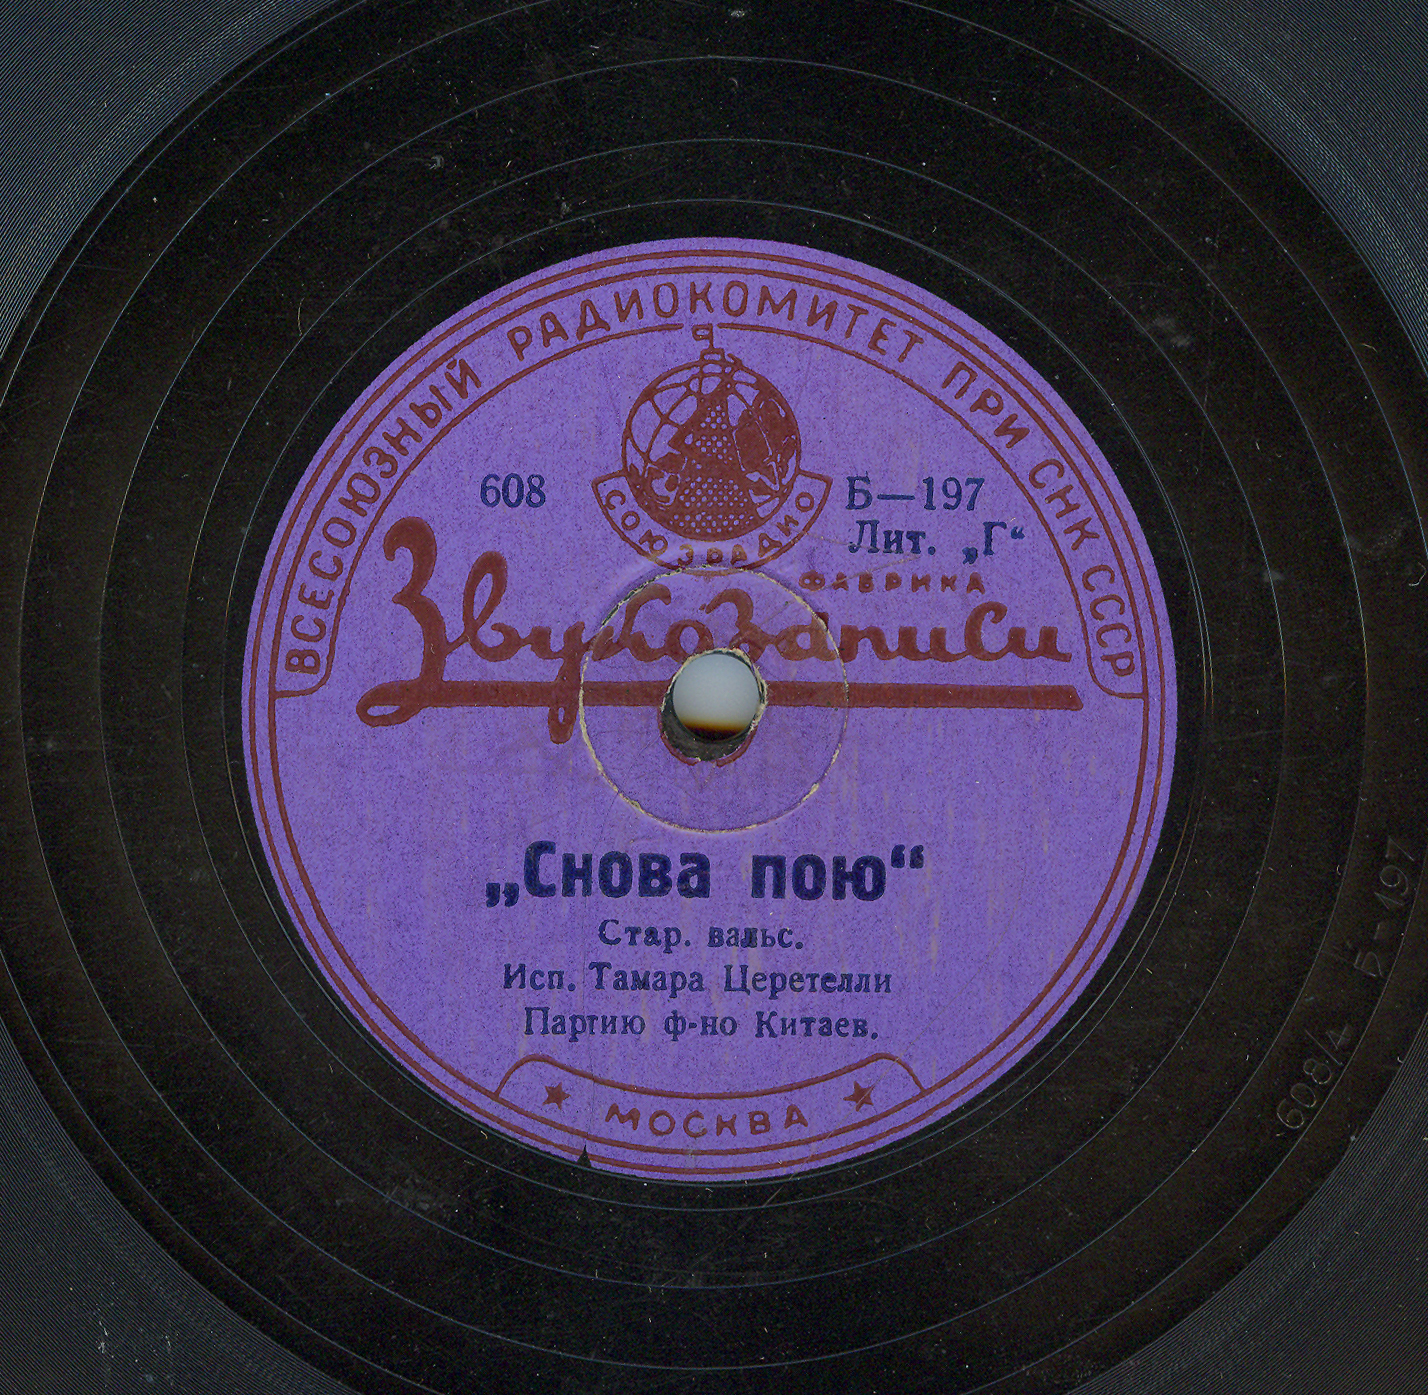 ВСЕСОЮЗНЫЙ РАДИОКОМИТЕТ ПРИ СНК СССР
СОЮЗРАДИО
608
Б—197
Лит. „Г“
ФАБРИКА
Звукозаписи
„Снова пою“
Стар. вальс.
Исп. Тамара Церетелли
Партию ф-но Китаев.
МОСКВА
608/4 Б-197